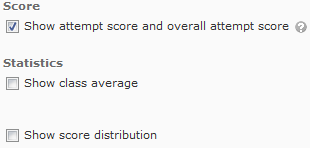 Score
Show attempt score and overall attempt score ?
Statistics
Show class average
Show score distribution